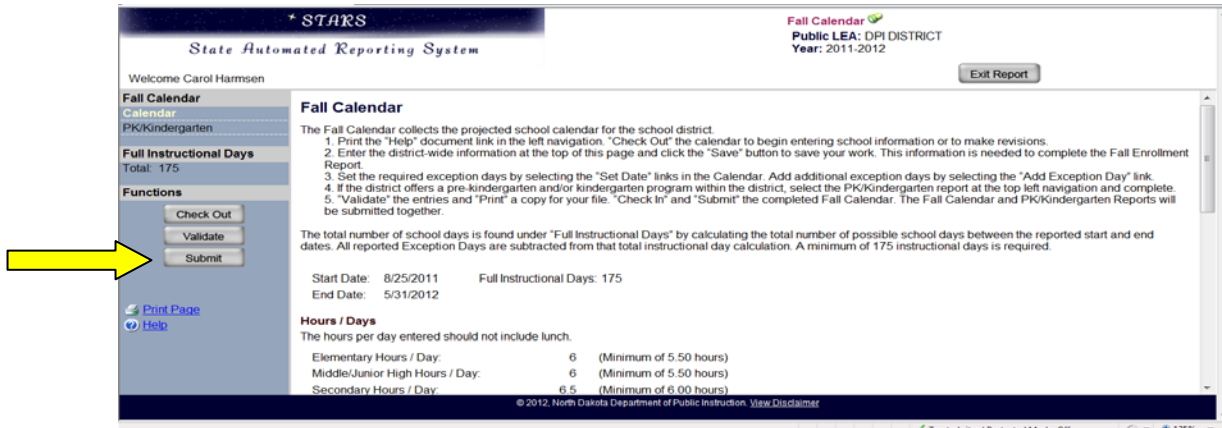 * STARS
State Automated Reporting System
Fall Calendar
Public LEA: DPI DISTRICT
Year: 2011-2012
Welcome Carol Harmsen
Exit Report
Fall Calendar
Calendar
PK/Kindergarten
Full Instructional Days
Total: 175
Functions
Check Out
Validate
Submit
Print Page
Help
Fall Calendar
The Fall Calendar collects the projected school calendar for the school district.
1. Print the "Help" document link in the left navigation. "Check Out" the calendar to begin entering school information or to make revisions.
2. Enter the district-wide information at the top of this page and click the "Save" button to save your work. This information is needed to complete the Fall Enrollment
Report.
3. Set the required exception days by selecting the "Set Date" links in the Calendar. Add additional exception days by selecting the "Add Exception Day" link.
4. If the district offers a pre-kindergarten and/or kindergarten program within the district, select the PK/Kindergarten report at the top left navigation and complete.
5. "Validate" the entries and "Print" a copy for your file. "Check In" and "Submit" the completed Fall Calendar. The Fall Calendar and PK/Kindergarten Reports will
be submitted together.
The total number of school days is found under "Full Instructional Days" by calculating the total number of possible school days between the reported start and end
dates. All reported Exception Days are subtracted from that total instructional day calculation. A minimum of 175 instructional days is required.
Start Date: 8/25/2011 Full Instructional Days: 175
End Date: 5/31/2012
Hours / Days
The hours per day entered should not include lunch.
Elementary Hours / Day: 6 (Minimum of 5.50 hours)
Middle/Junior High Hours / Day: 6 (Minimum of 5.50 hours)
Secondary Hours / Day: 6.5 (Minimum of 6.00 hours)
© 2012, North Dakota Department of Public Instruction. View Disclaimer